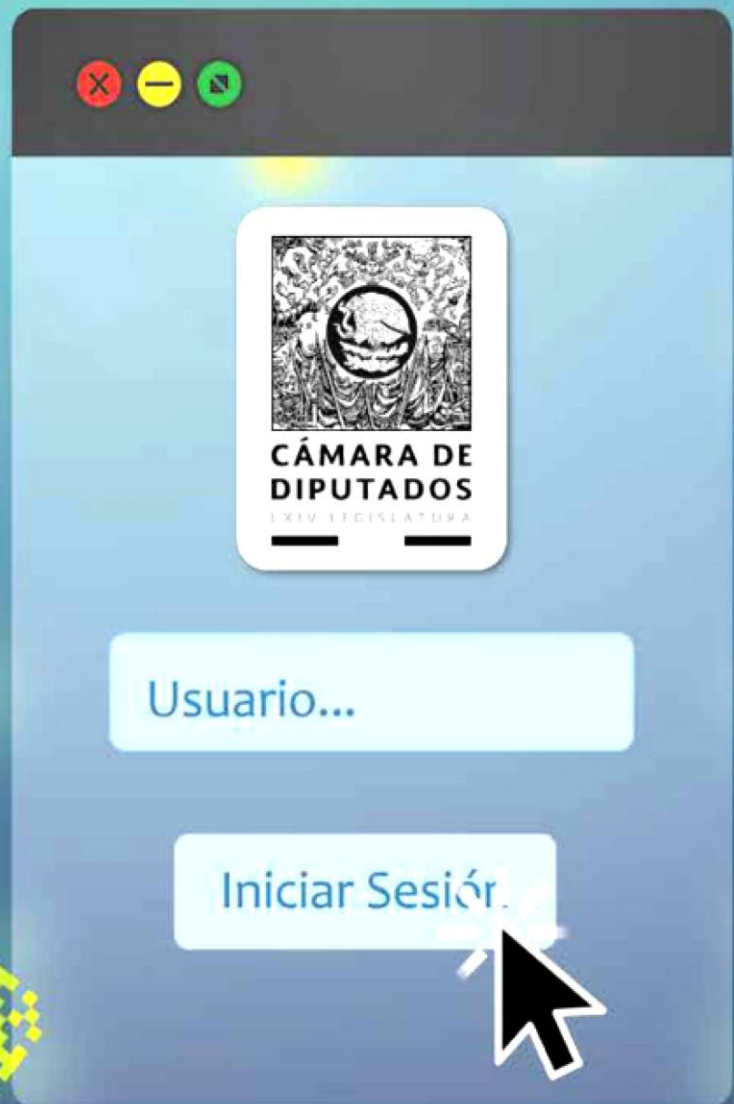 CÁMARA DE
DIPUTADOS
LXIV LEGISLATURA
Usuario...
Iniciar Sesión